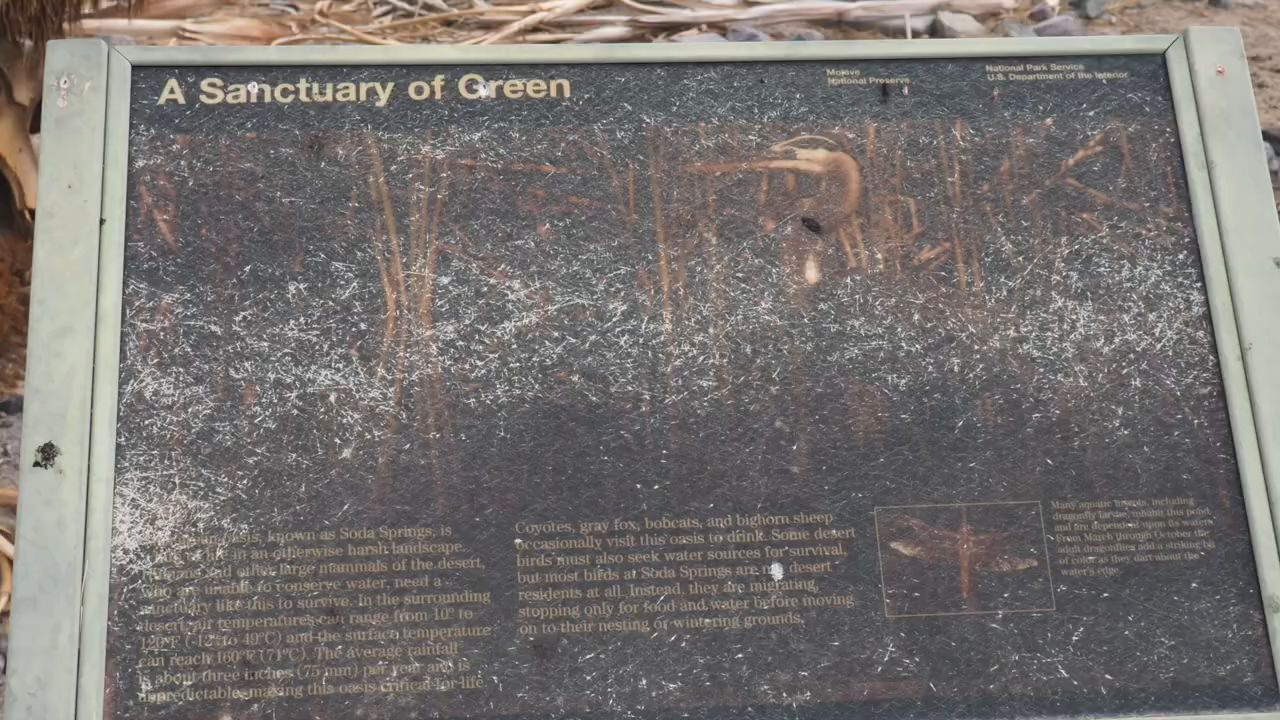 A Sanctuary of Green
Mojave
National Preserve
National Park Service
U.S. Department of the Interior
oasis, known as Soda Springs, is
life in an otherwise harsh landscape.
and other large mammals of the desert,
who are unable to conserve water, need a
sanctuary like this to survive. In the surrounding
desert, air temperatures can range from 10° to
120°F (-12° to 49°C) and the surface temperature
can reach 160°F (71°C). The average rainfall
is about three inches (75 mm) per year and is
unpredictable, making this oasis critical for life.
Coyotes, gray fox, bobcats, and bighorn sheep
occasionally visit this oasis to drink. Some desert
birds must also seek water sources for survival,
but most birds at Soda Springs are not desert
residents at all. Instead, they are migrating,
stopping only for food and water before moving
on to their nesting or wintering grounds.
Many aquatic insects, including
dragonfly larvae, inhabit this pond
and are dependent upon its waters.
From March through October the
adult dragonflies add a striking bit
of color as they dart about the
water's edge.